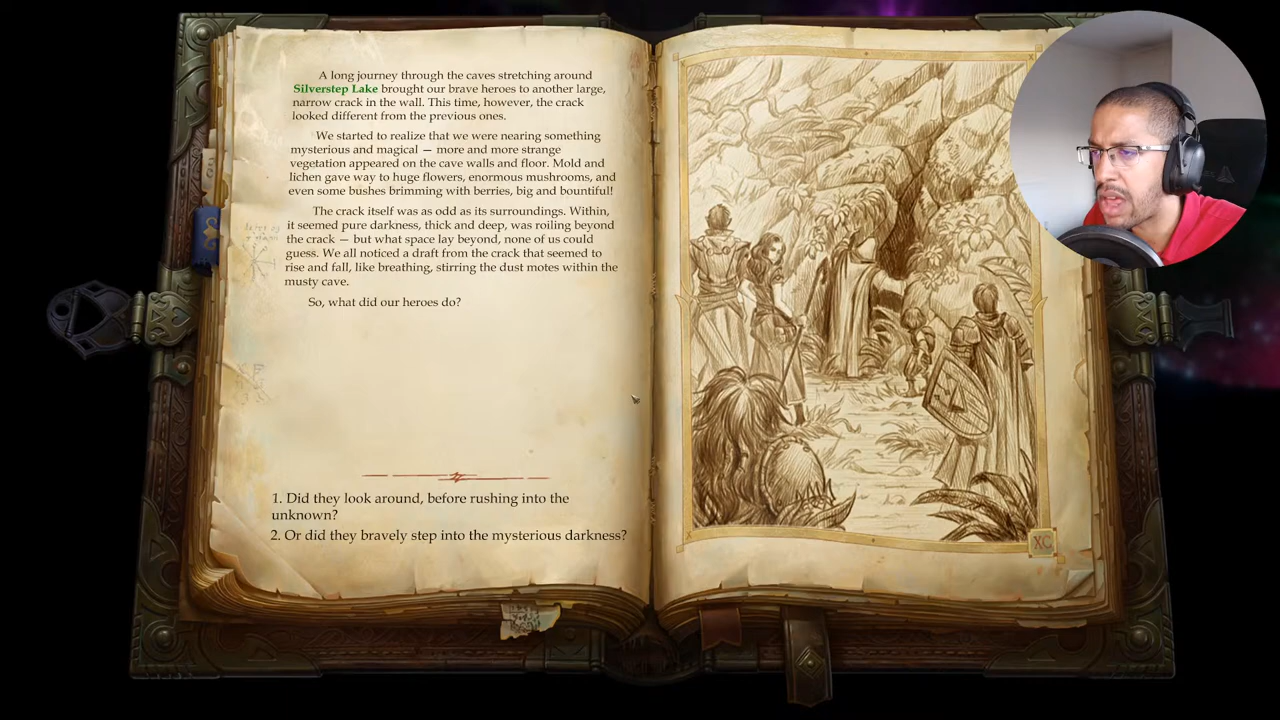 A long journey through the caves stretching around
Silverstep Lake brought our brave heroes to another large,
narrow crack in the wall. This time, however, the crack
looked different from the previous ones.
We started to realize that we were nearing something
mysterious and magical — more and more strange
vegetation appeared on the cave walls and floor. Mold and
lichen gave way to huge flowers, enormous mushrooms, and
even some bushes brimming with berries, big and bountiful!
The crack itself was as odd as its surroundings. Within,
it seemed pure darkness, thick and deep, was roiling beyond
the crack — but what space lay beyond, none of us could
guess. We all noticed a draft from the crack that seemed to
rise and fall, like breathing, stirring the dust motes within the
musty cave.
So, what did our heroes do?
1. Did they look around, before rushing into the
unknown?
2. Or did they bravely step into the mysterious darkness?
XC